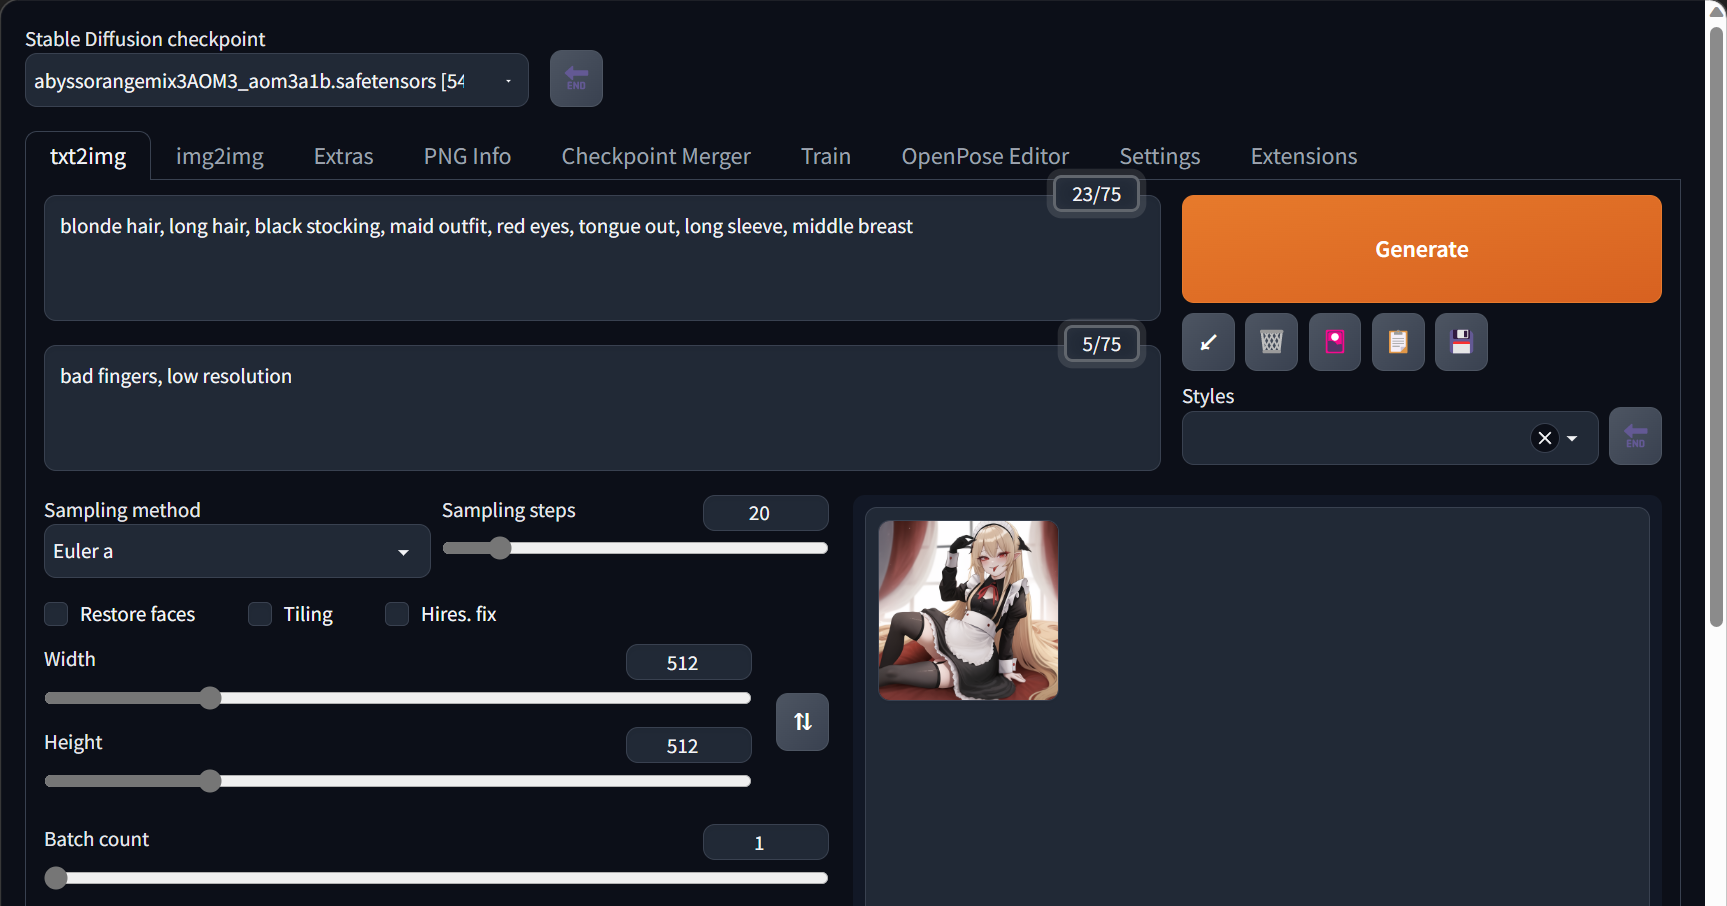 Stable Diffusion checkpoint
abyssorangemix3AOM3_aom3a1b.safetensors [54
END
txt2img img2img Extras PNG Info Checkpoint Merger Train OpenPose Editor Settings Extensions
23/75
blonde hair, long hair, black stocking, maid outfit, red eyes, tongue out, long sleeve, middle breast
Generate
5/75
bad fingers, low resolution
Styles
END
Sampling method
Euler a
Sampling steps
20
Restore faces Tiling Hires. fix
Width
512
Height
512
Batch count
1